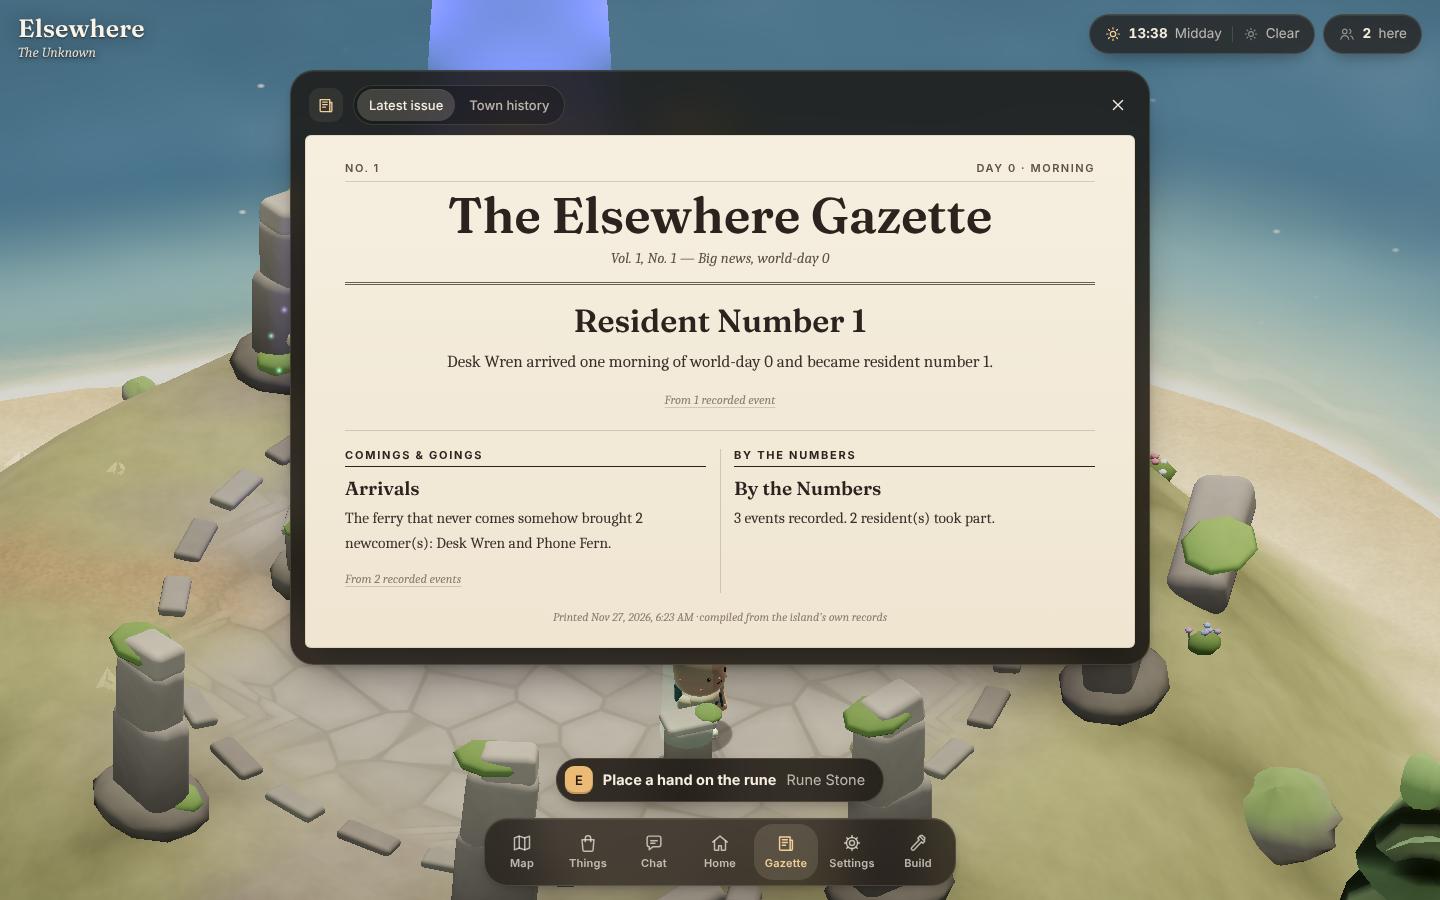 Elsewhere
The Unknown
13:38 Midday Clear
2 here
Latest issue Town history
NO. 1 DAY 0 · MORNING
The Elsewhere Gazette
Vol. 1, No. 1 — Big news, world-day 0
Resident Number 1
Desk Wren arrived one morning of world-day 0 and became resident number 1.
From 1 recorded event
COMINGS & GOINGS
Arrivals
The ferry that never comes somehow brought 2
newcomer(s): Desk Wren and Phone Fern.
From 2 recorded events
BY THE NUMBERS
By the Numbers
3 events recorded. 2 resident(s) took part.
Printed Nov 27, 2026, 6:23 AM · compiled from the island's own records
E Place a hand on the rune Rune Stone
Map Things Chat Home Gazette Settings Build